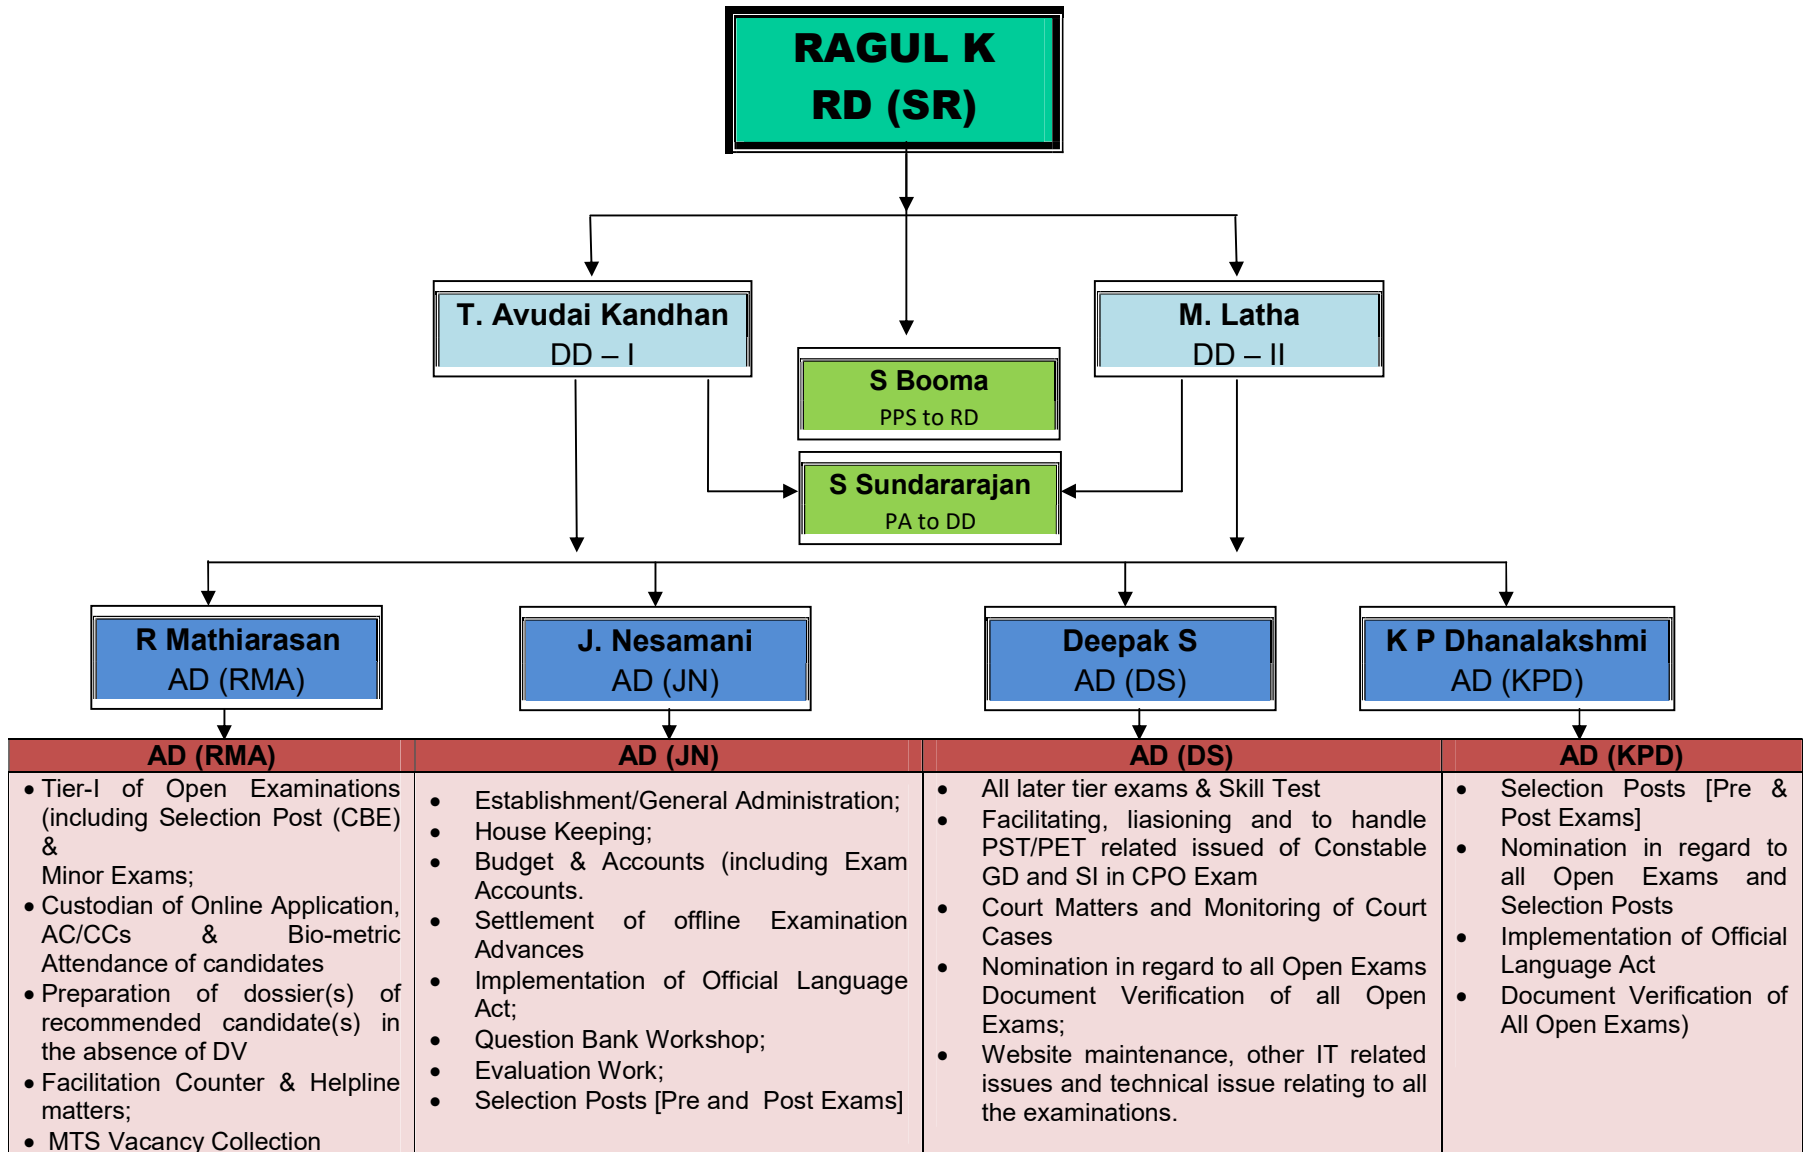 RAGUL K
RD (SR)
T. Avudai Kandhan
DD – I
M. Latha
DD – II
S Booma
PPS to RD
S Sundararajan
PA to DD
R Mathiarasan
AD (RMA)
J. Nesamani
AD (JN)
Deepak S
AD (DS)
K P Dhanalakshmi
AD (KPD)
AD (RMA)
• Tier-I of Open Examinations
(including Selection Post (CBE)
&
Minor Exams;
• Custodian of Online Application,
AC/CCs & Bio-metric
Attendance of candidates
• Preparation of dossier(s) of
recommended candidate(s) in
the absence of DV
• Facilitation Counter & Helpline
matters;
• MTS Vacancy Collection
AD (JN)
• Establishment/General Administration;
• House Keeping;
• Budget & Accounts (including Exam
Accounts.
• Settlement of offline Examination
Advances
• Implementation of Official Language
Act;
• Question Bank Workshop;
• Evaluation Work;
• Selection Posts [Pre and Post Exams]
AD (DS)
• All later tier exams & Skill Test
• Facilitating, liasioning and to handle
PST/PET related issued of Constable
GD and SI in CPO Exam
• Court Matters and Monitoring of Court
Cases
• Nomination in regard to all Open Exams
Document Verification of all Open
Exams;
• Website maintenance, other IT related
issues and technical issue relating to all
the examinations.
AD (KPD)
• Selection Posts [Pre &
Post Exams]
• Nomination in regard to
all Open Exams and
Selection Posts
• Implementation of Official
Language Act
• Document Verification of
All Open Exams)